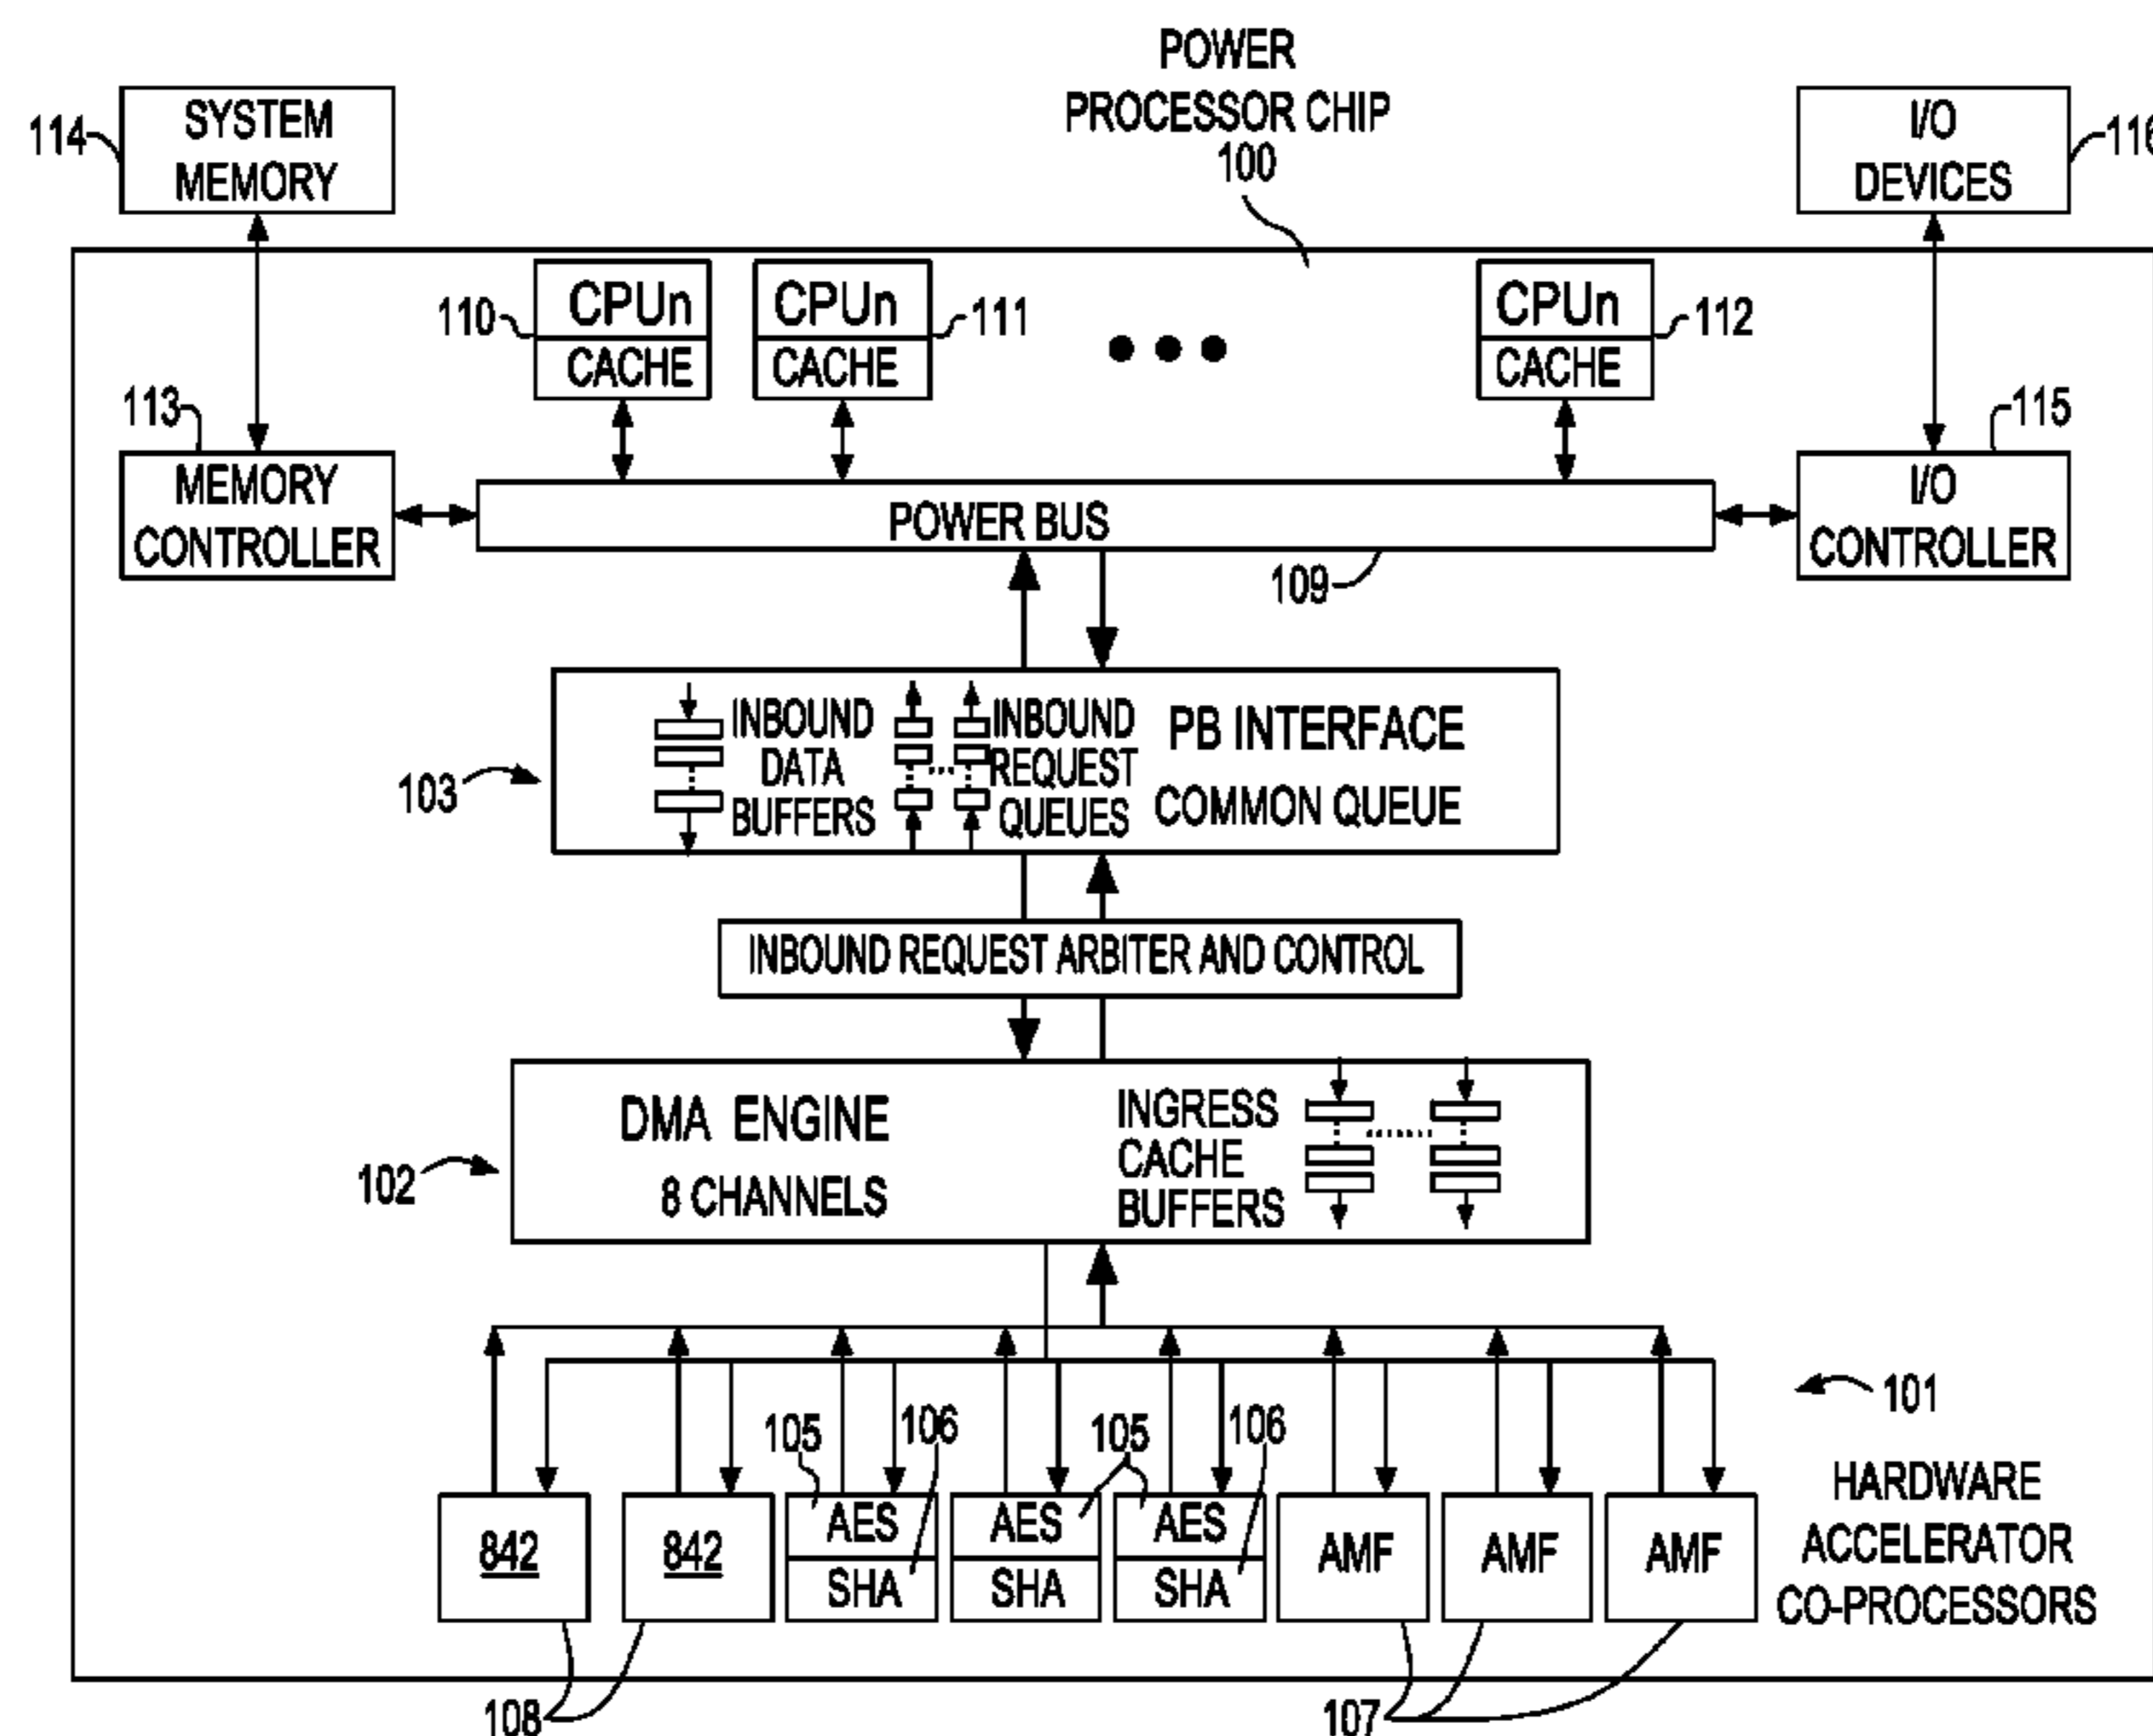 POWER
PROCESSOR CHIP
100
114
SYSTEM
MEMORY
I/O
DEVICES
116
110
CPUn
CACHE
CPUn
CACHE
111
CPUn
CACHE
112
113
MEMORY
CONTROLLER
POWER BUS
109
115
I/O
CONTROLLER
103
INBOUND
DATA
BUFFERS
INBOUND
REQUEST
QUEUES
PB INTERFACE
COMMON QUEUE
INBOUND REQUEST ARBITER AND CONTROL
102
DMA ENGINE
8 CHANNELS
INGRESS
CACHE
BUFFERS
101
HARDWARE
ACCELERATOR
CO-PROCESSORS
105
106
105
106
842
842
AES
SHA
AES
SHA
AES
SHA
AMF
AMF
AMF
108
107